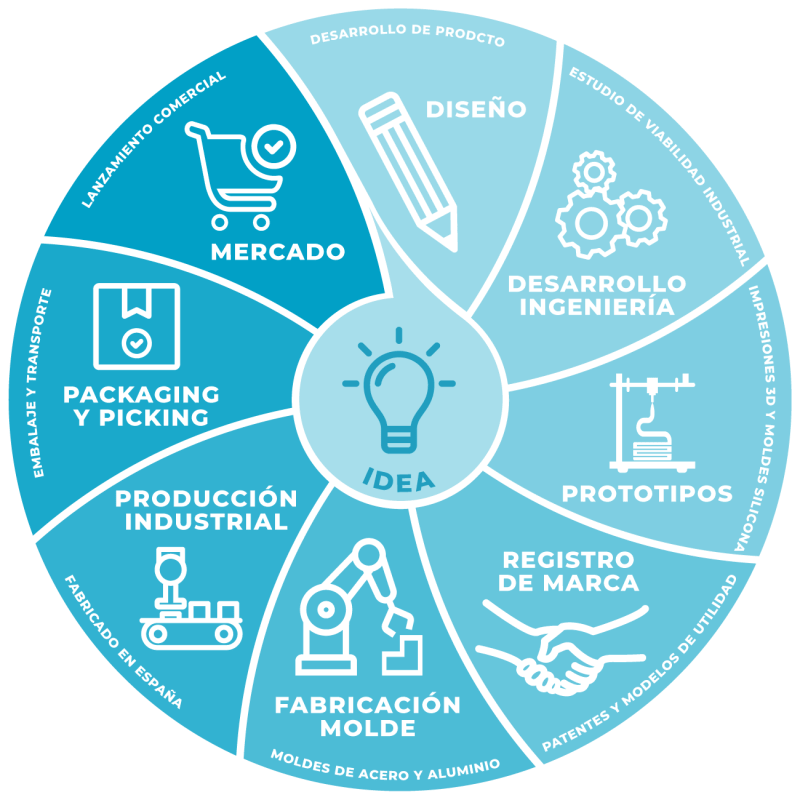 DESARROLLO DE PRODCTO
DISEÑO
ESTUDIO DE VIABILIDAD INDUSTRIAL
DESARROLLO
INGENIERÍA
IMPRESIONES 3D Y MOLDES SILICONA
PROTOTIPOS
PATENTES Y MODELOS DE UTILIDAD
REGISTRO
DE MARCA
MOLDES DE ACERO Y ALUMINIO
FABRICACIÓN
MOLDE
FABRICADO EN ESPAÑA
PRODUCCIÓN
INDUSTRIAL
EMBALAJE Y TRANSPORTE
PACKAGING
Y PICKING
LANZAMIENTO COMERCIAL
MERCADO
IDEA